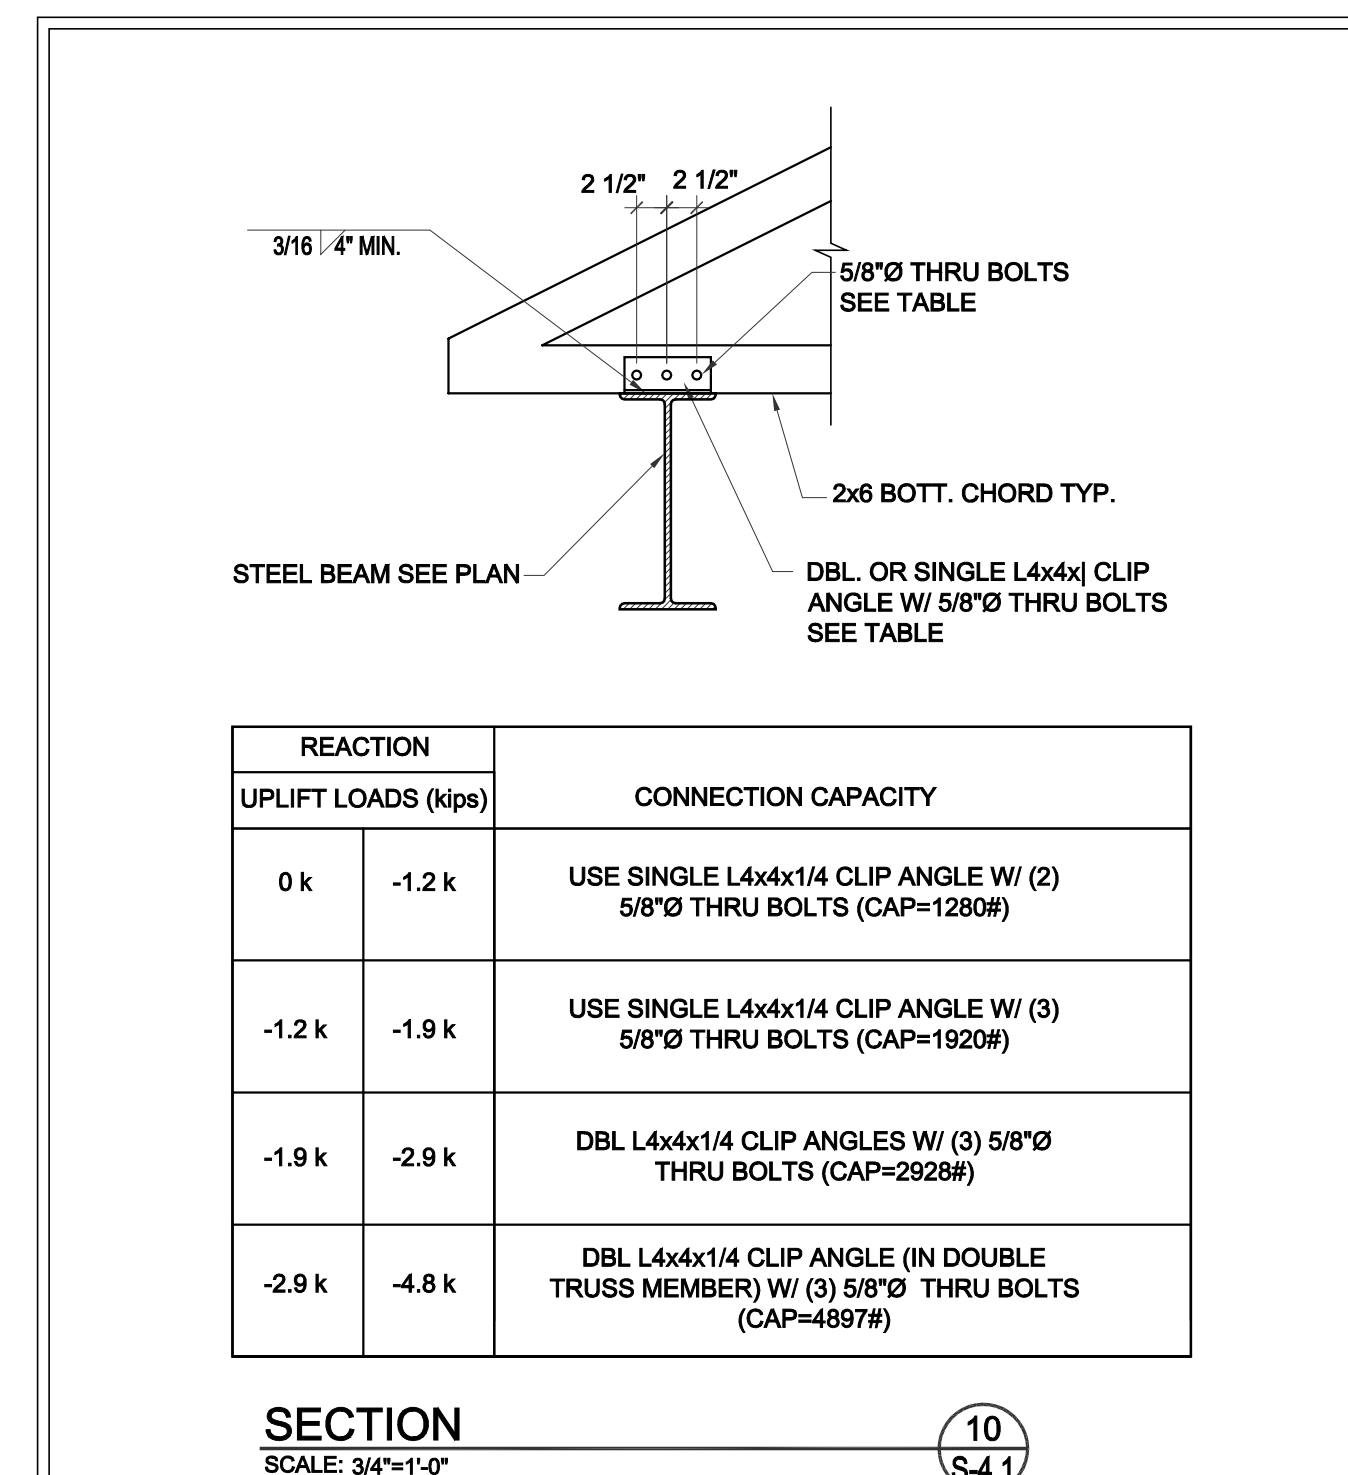 2 1/2" 2 1/2"
3/16 4" MIN.
5/8"Ø THRU BOLTS
SEE TABLE
2x6 BOTT. CHORD TYP.
STEEL BEAM SEE PLAN
DBL. OR SINGLE L4x4x| CLIP
ANGLE W/ 5/8"Ø THRU BOLTS
SEE TABLE
REACTION
UPLIFT LOADS (kips)
CONNECTION CAPACITY
0 k -1.2 k
USE SINGLE L4x4x1/4 CLIP ANGLE W/ (2)
5/8"Ø THRU BOLTS (CAP=1280#)
-1.2 k -1.9 k
USE SINGLE L4x4x1/4 CLIP ANGLE W/ (3)
5/8"Ø THRU BOLTS (CAP=1920#)
-1.9 k -2.9 k
DBL L4x4x1/4 CLIP ANGLES W/ (3) 5/8"Ø
THRU BOLTS (CAP=2928#)
-2.9 k -4.8 k
DBL L4x4x1/4 CLIP ANGLE (IN DOUBLE
TRUSS MEMBER) W/ (3) 5/8"Ø THRU BOLTS
(CAP=4897#)
SECTION
SCALE: 3/4"=1'-0"
10
S-4.1